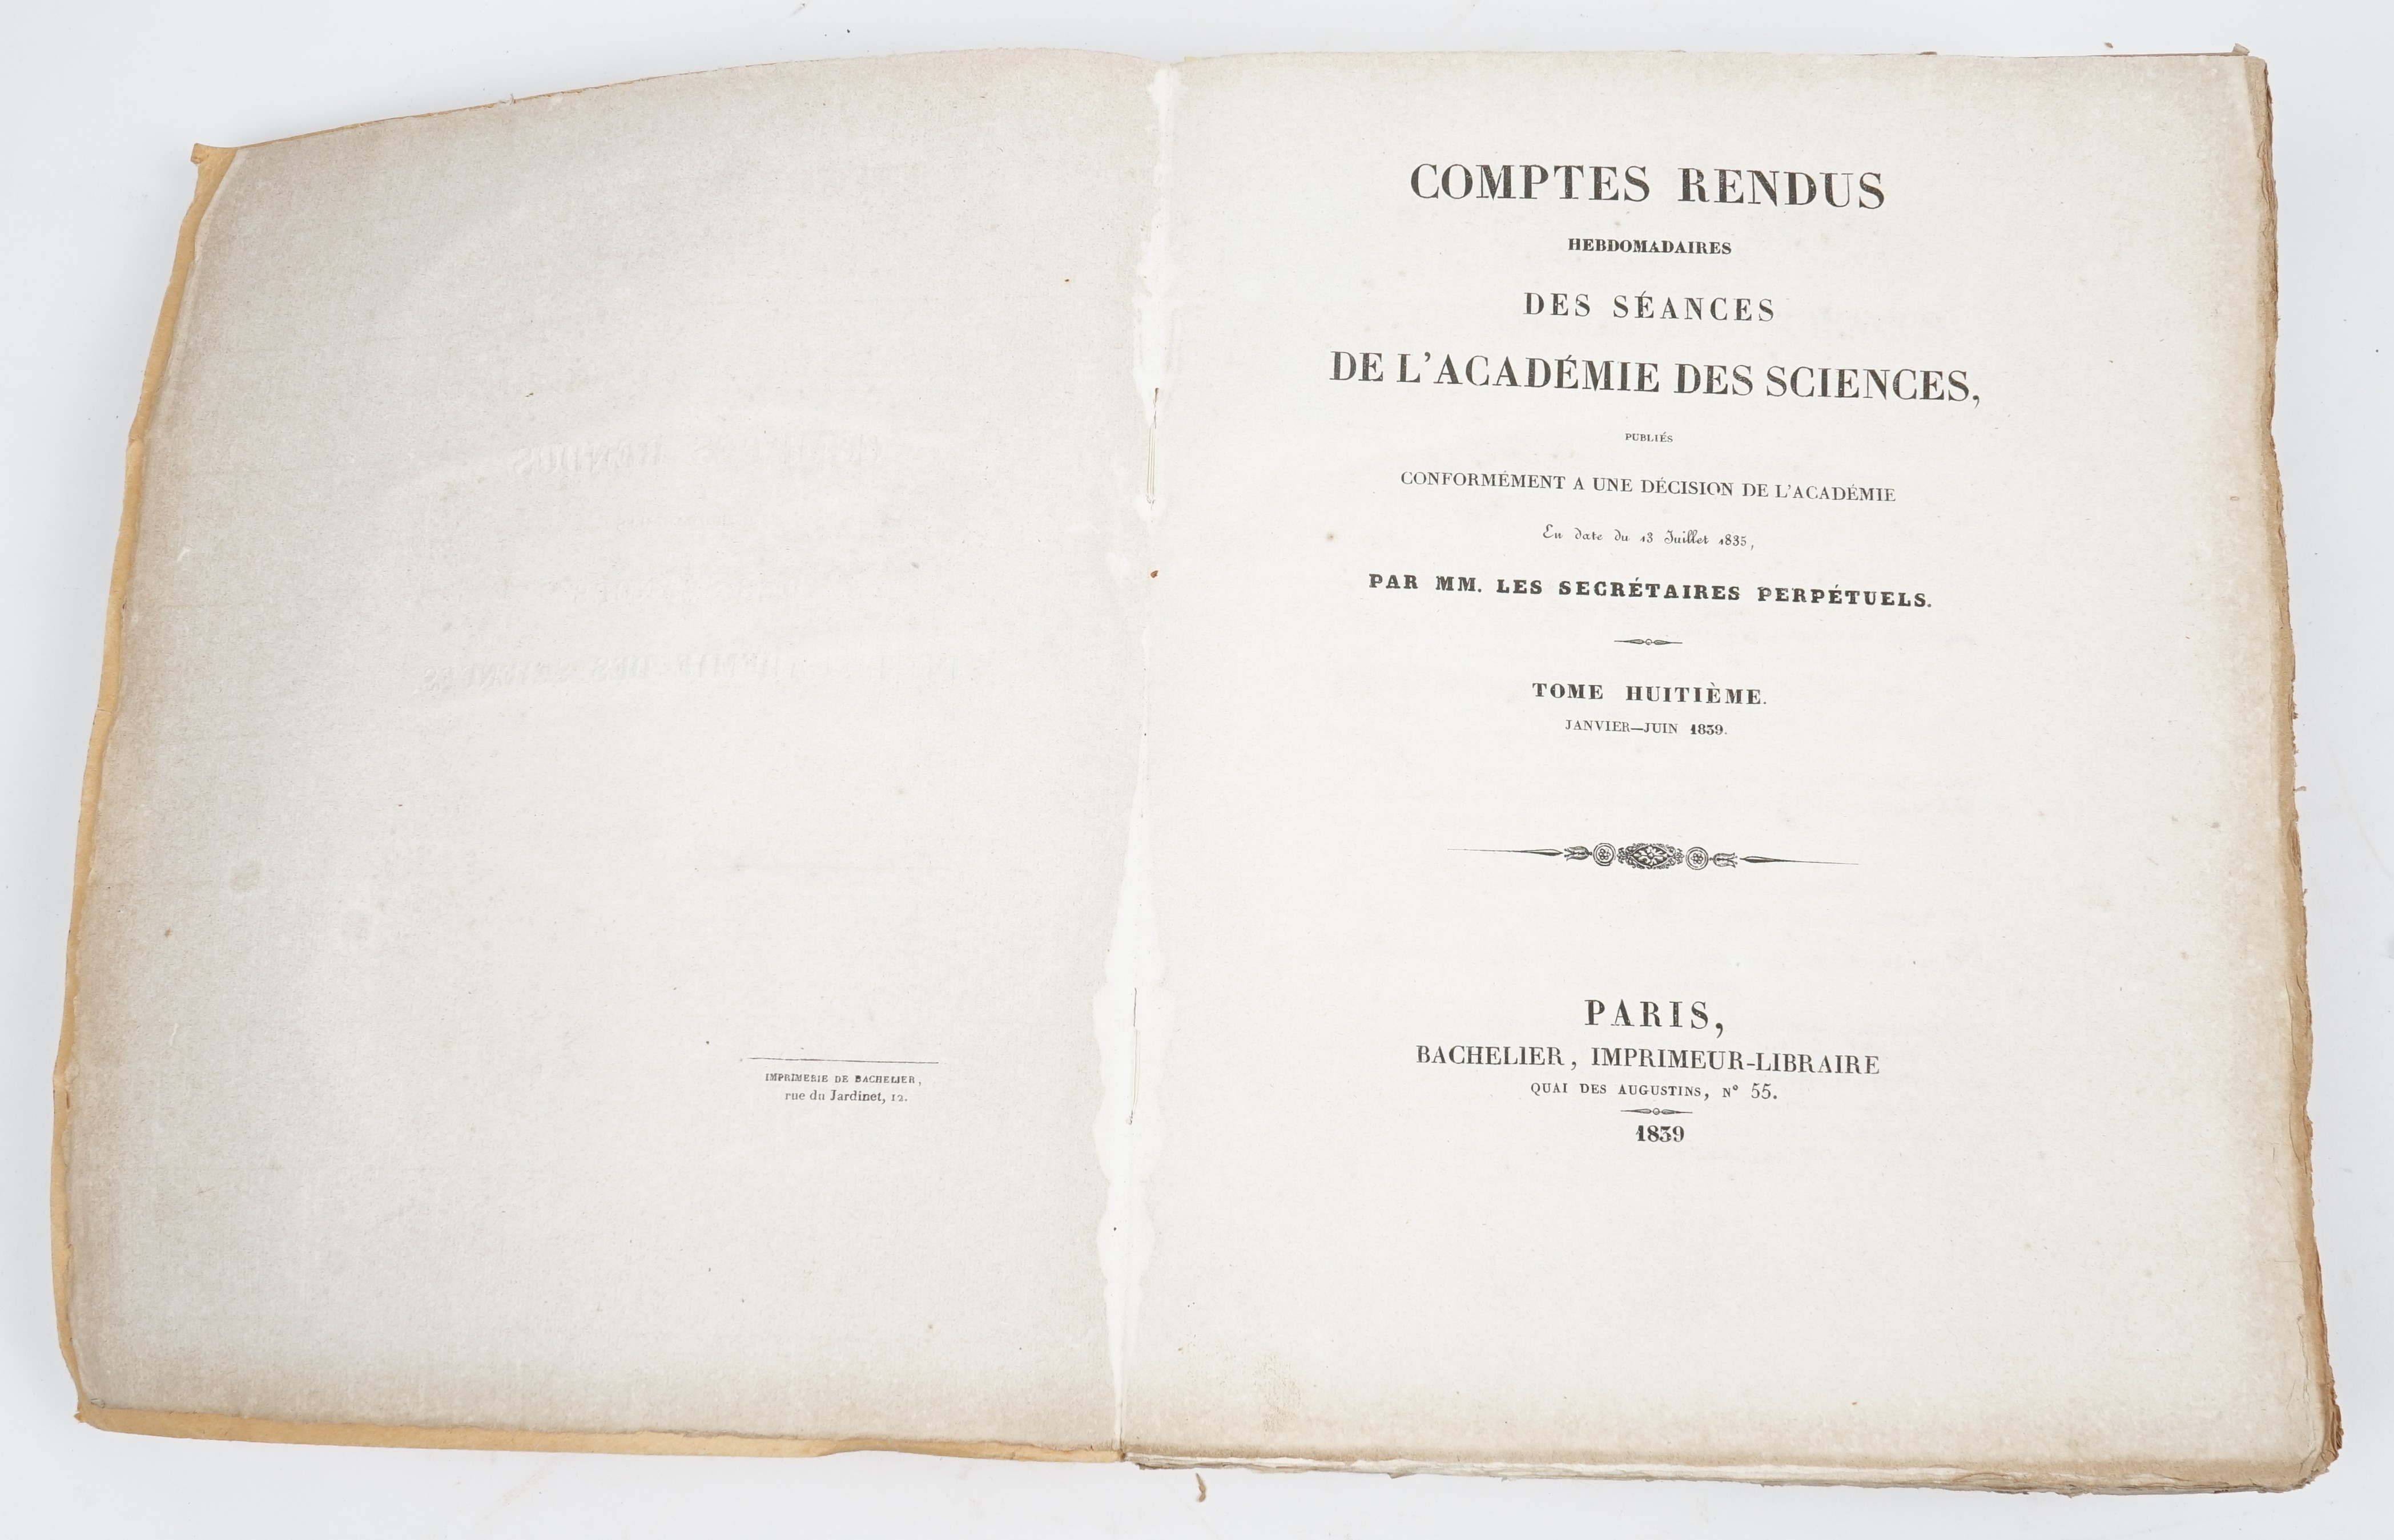 IMPRIMERIE DE BACHELIER,
rue du Jardinet, 12.
COMPTES RENDUS
HEBDOMADAIRES
DES SÉANCES
DE L'ACADÉMIE DES SCIENCES,
PUBLIÉS
CONFORMÉMENT A UNE DÉCISION DE L'ACADÉMIE
En date du 13 Juillet 1835,
PAR MM. LES SECRÉTAIRES PERPÉTUELS.
TOME HUITIÈME.
JANVIER—JUIN 1839.
PARIS,
BACHELIER, IMPRIMEUR-LIBRAIRE
QUAI DES AUGUSTINS, N° 55.
1839